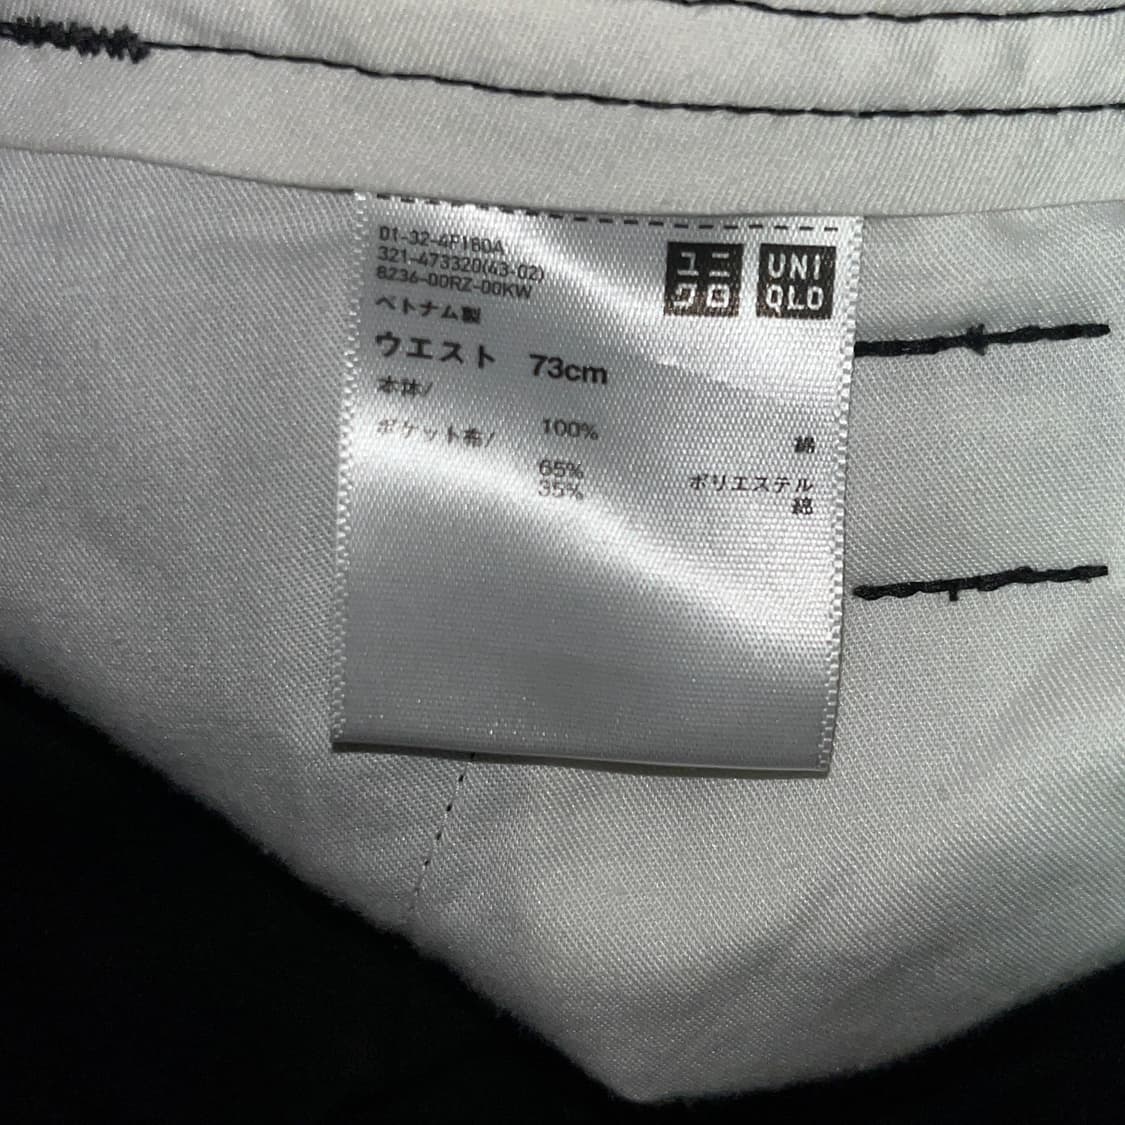 01-32-4F180A
321-473320(43-02)
8236-00RZ-00KW
ベトナム製
ユニ
クロ
UNI
QLO
ウエスト 73cm
本体/
100% 綿
ポケット布/
65% ポリエステル
35% 綿